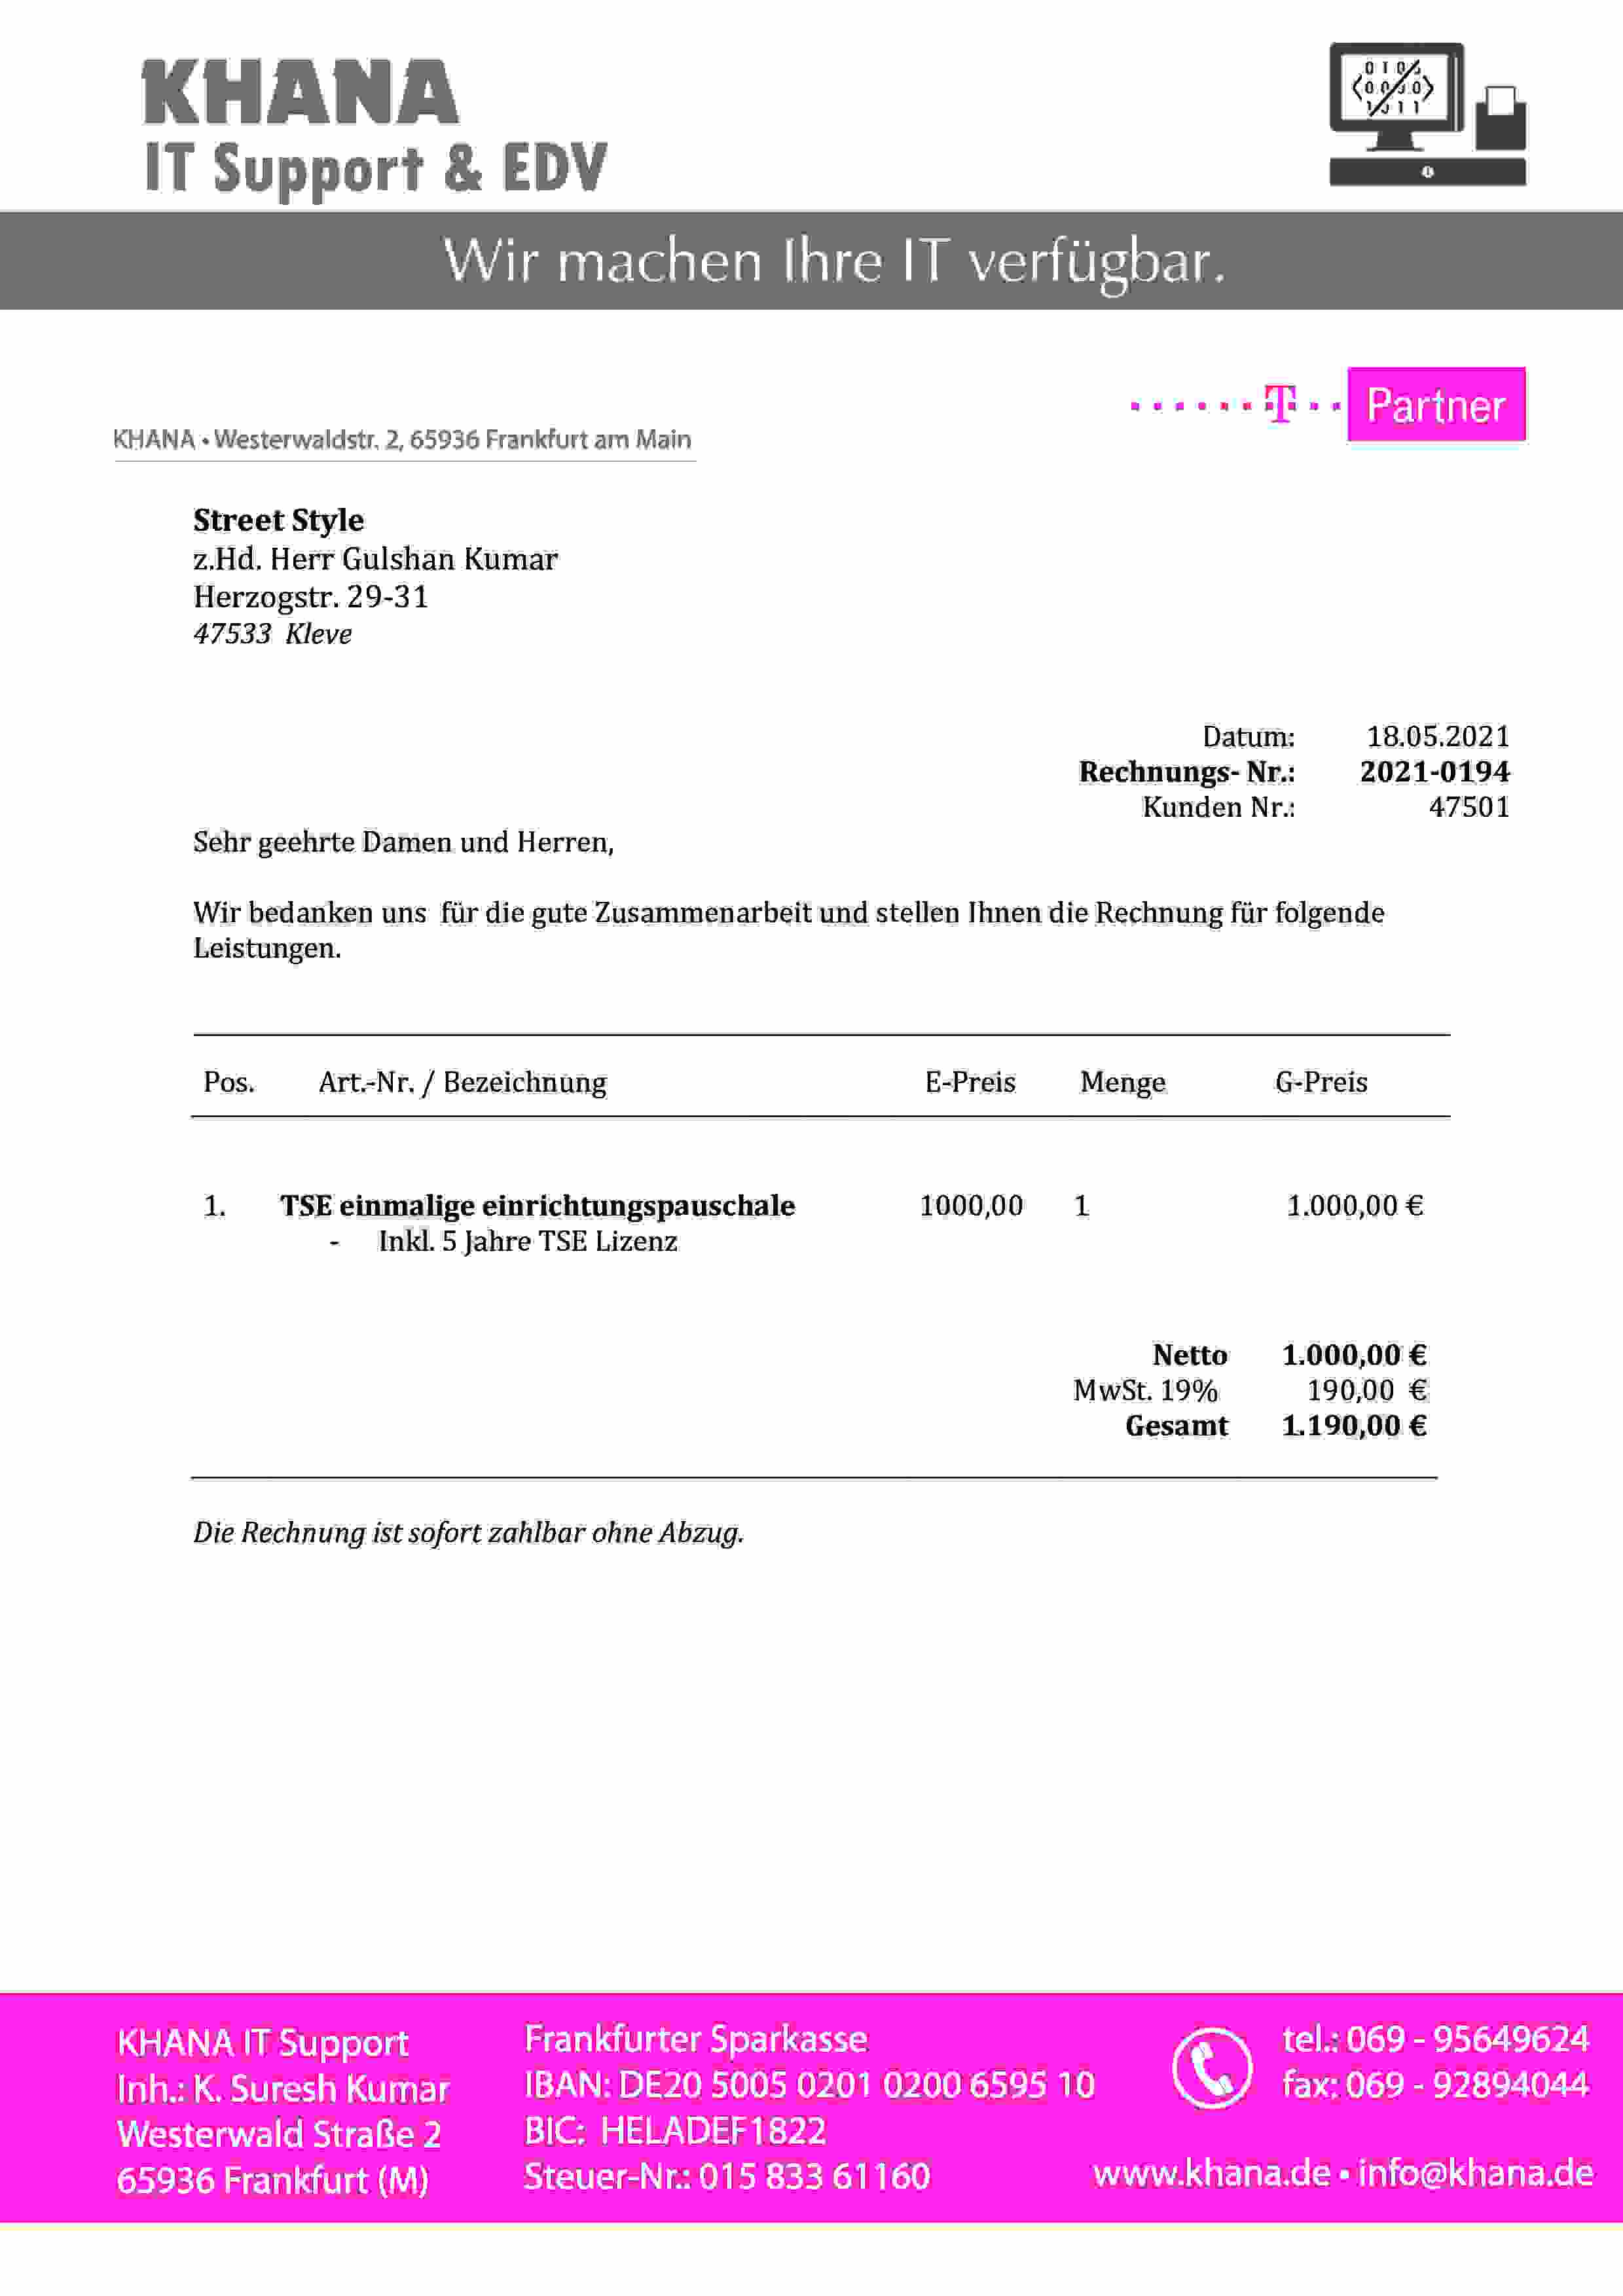 KHANA
IT Support & EDV
Wir machen Ihre IT verfügbar.
T Partner
KHANA • Westerwaldstr. 2, 65936 Frankfurt am Main
Street Style
z.Hd. Herr Gulshan Kumar
Herzogstr. 29-31
47533 Kleve
Datum: 18.05.2021
Rechnungs- Nr.: 2021-0194
Kunden Nr.: 47501
Sehr geehrte Damen und Herren,
Wir bedanken uns für die gute Zusammenarbeit und stellen Ihnen die Rechnung für folgende
Leistungen.
Pos. Art.-Nr. / Bezeichnung E-Preis Menge G-Preis
1. TSE einmalige einrichtungspauschale 1000,00 1 1.000,00 €
- Inkl. 5 Jahre TSE Lizenz
Netto 1.000,00 €
MwSt. 19% 190,00 €
Gesamt 1.190,00 €
Die Rechnung ist sofort zahlbar ohne Abzug.
KHANA IT Support
Inh.: K. Suresh Kumar
Westerwald Straße 2
65936 Frankfurt (M)
Frankfurter Sparkasse
IBAN: DE20 5005 0201 0200 6595 10
BIC: HELADEF1822
Steuer-Nr.: 015 833 61160
tel.: 069 - 95649624
fax: 069 - 92894044
www.khana.de • info@khana.de